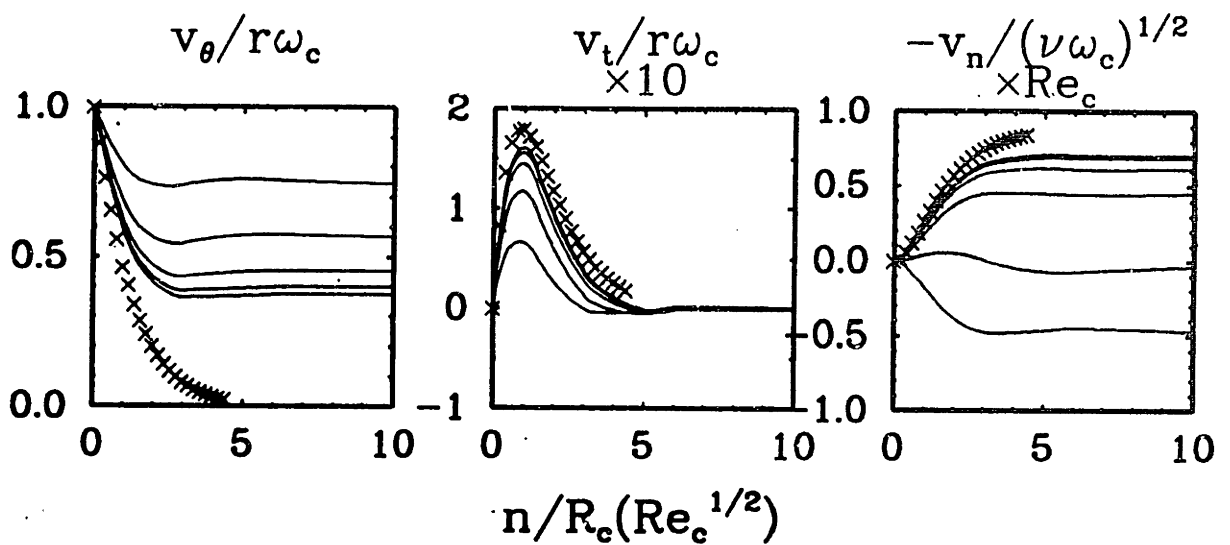 v_θ/rω_c
v_t/rω_c
×10
-v_n/(νω_c)^{1/2}
×Re_c
1.0
0.5
0.0
0 5 10
2
1
0
-1
0 5 10
1.0
0.5
0.0
-0.5
-1.0
0 5 10
n/R_c(Re_c^{1/2})